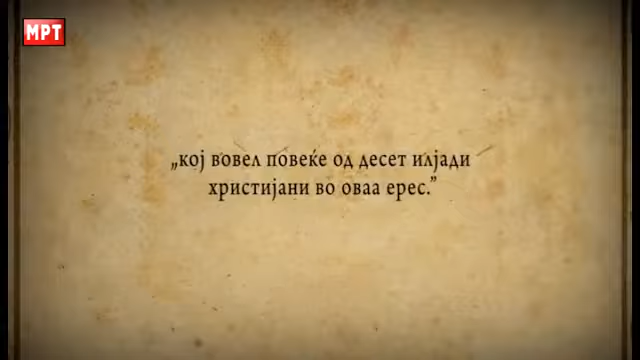 МРТ
„кој вовел повеќе од десет илјади
христијани во оваа ерес.”